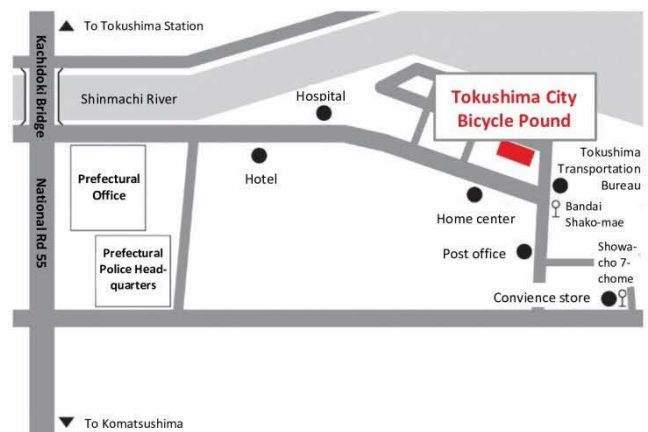 ▲ To Tokushima Station
Kachidoki Bridge
Shinmachi River
Hospital
Tokushima City
Bicycle Pound
Tokushima
Transportation
Bureau
Prefectural
Office
Hotel
Home center
Bandai
Shako-mae
National Rd 55
Prefectural
Police Head-
quarters
Post office
Showa-
cho 7-
chome
Convience store
▼ To Komatsushima